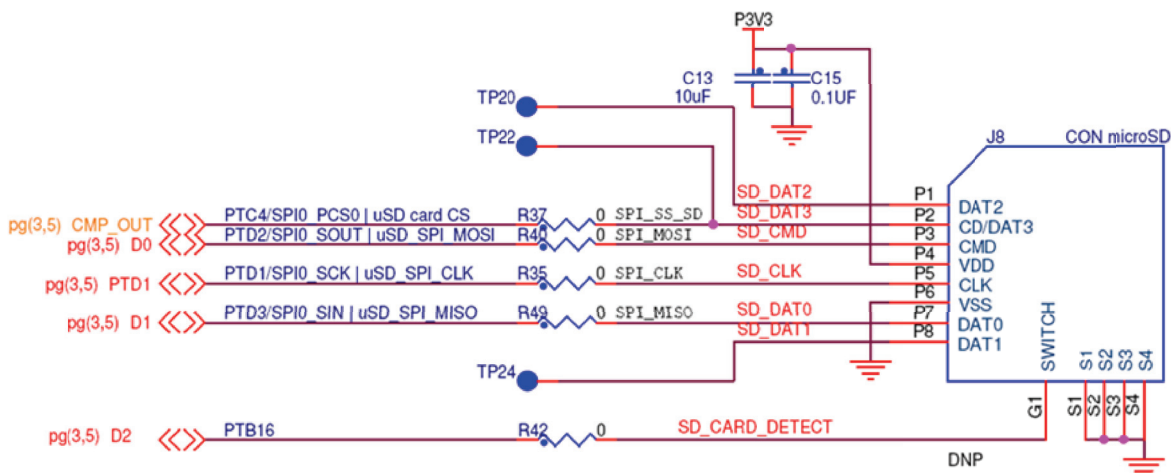 P3V3
C13
10uF
C15
0.1UF
TP20
TP22
J8
CON microSD
SD_DAT2
P1
DAT2
pg(3,5) CMP_OUT
PTC4/SPI0_PCS0 | uSD card CS
R37
0
SPI_SS_SD
SD_DAT3
P2
CD/DAT3
pg(3,5) D0
PTD2/SPI0_SOUT | uSD_SPI_MOSI
R40
0
SPI_MOSI
SD_CMD
P3
CMD
P4
VDD
pg(3,5) PTD1
PTD1/SPI0_SCK | uSD_SPI_CLK
R35
0
SPI_CLK
SD_CLK
P5
CLK
P6
VSS
pg(3,5) D1
PTD3/SPI0_SIN | uSD_SPI_MISO
R49
0
SPI_MISO
SD_DAT0
P7
DAT0
SD_DAT1
P8
DAT1
TP24
SWITCH
S1
S2
S3
S4
G1
S1
S2
S3
S4
pg(3,5) D2
PTB16
R42
0
SD_CARD_DETECT
DNP